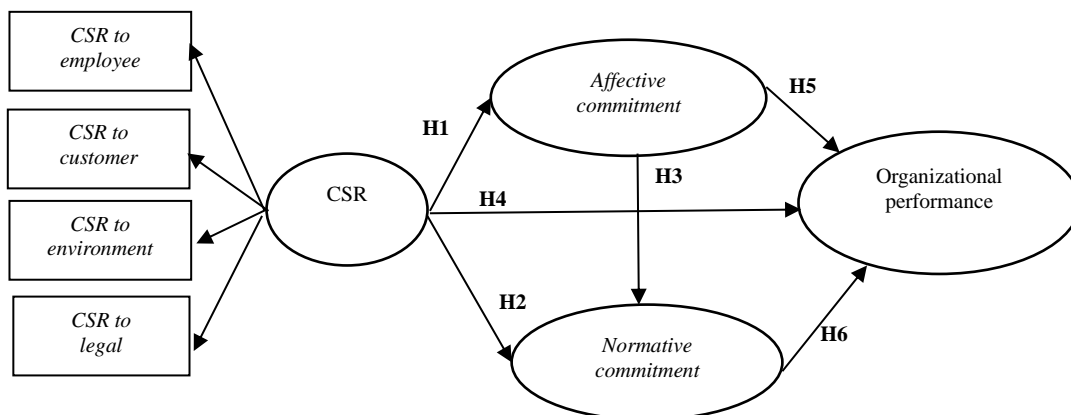 CSR to
employee
CSR to
customer
CSR to
environment
CSR to
legal
CSR
H1
H4
H2
Affective
commitment
H3
Normative
commitment
H5
H6
Organizational
performance